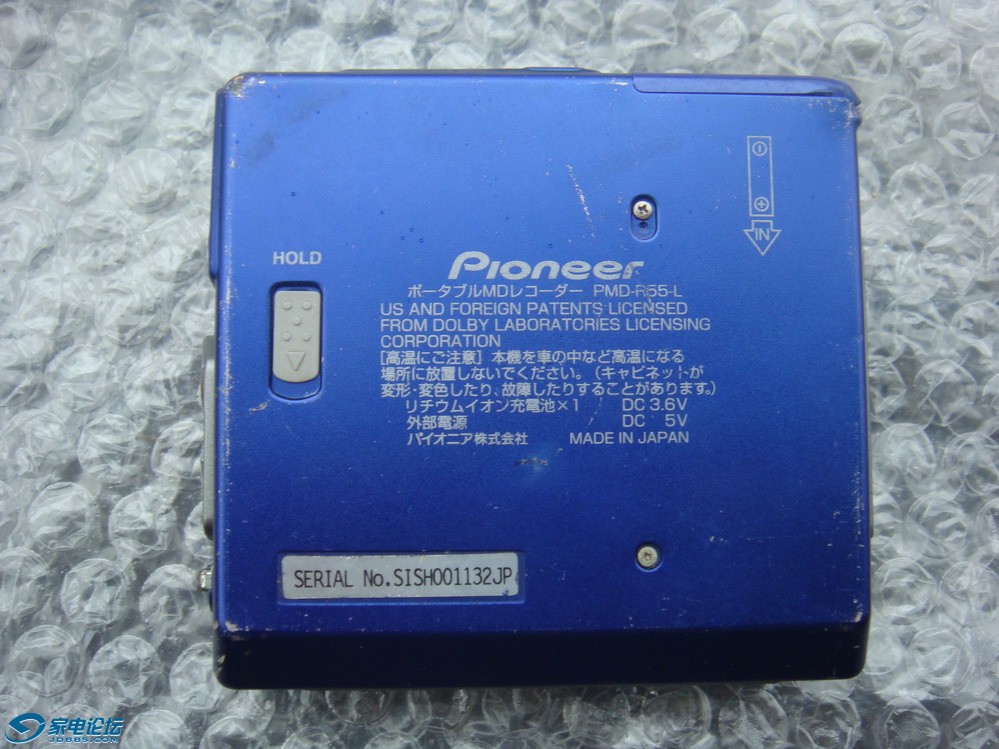 HOLD
IN
Pioneer
ポータブルMDレコーダー PMD-R55-L
US AND FOREIGN PATENTS LICENSED
FROM DOLBY LABORATORIES LICENSING
CORPORATION
[高温にご注意] 本機を車の中など高温になる
場所に放置しないでください。(キャビネットが
変形・変色したり、故障したりすることがあります。)
リチウムイオン充電池×1 DC 3.6V
外部電源 DC 5V
パイオニア株式会社 MADE IN JAPAN
SERIAL No.SISH001132JP
家电论坛
JDBBS.COM